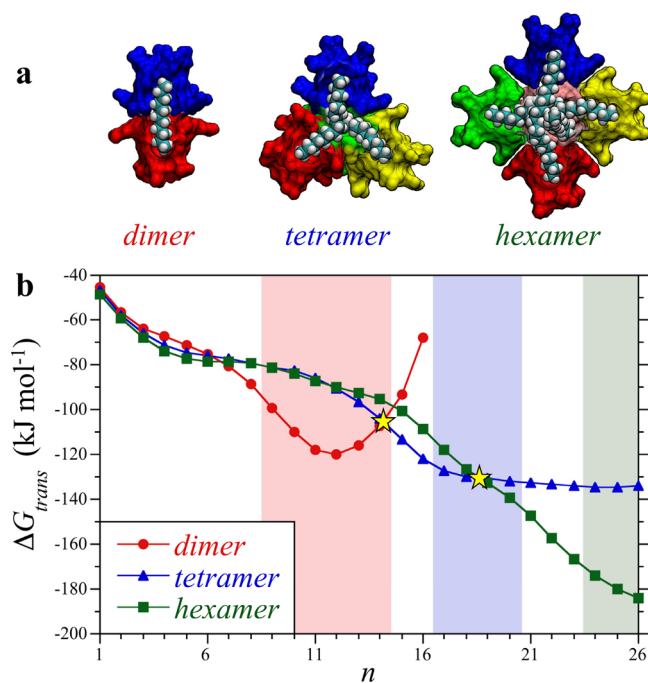 a
dimer tetramer hexamer
b
-40
-60
-80
-100
-120
-140
-160
-180
-200
ΔG_trans (kJ mol⁻¹)
dimer
tetramer
hexamer
1 6 11 16 21 26
n